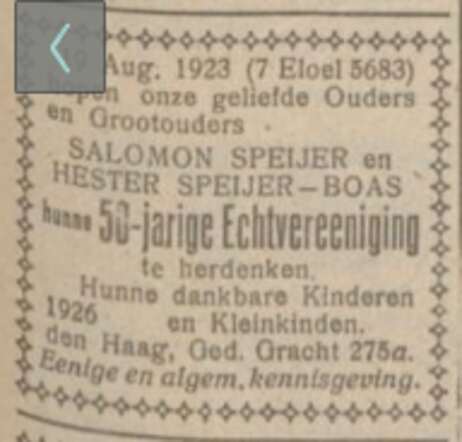 Aug. 1923 (7 Eloel 5683)
hopen onze geliefde Ouders
en Grootouders
SALOMON SPEIJER en
HESTER SPEIJER–BOAS
hunne 50-jarige Echtvereeniging
te herdenken.
Hunne dankbare Kinderen
1926 en Kleinkinden.
den Haag, Ged. Gracht 275a.
Eenige en algem. kennisgeving.